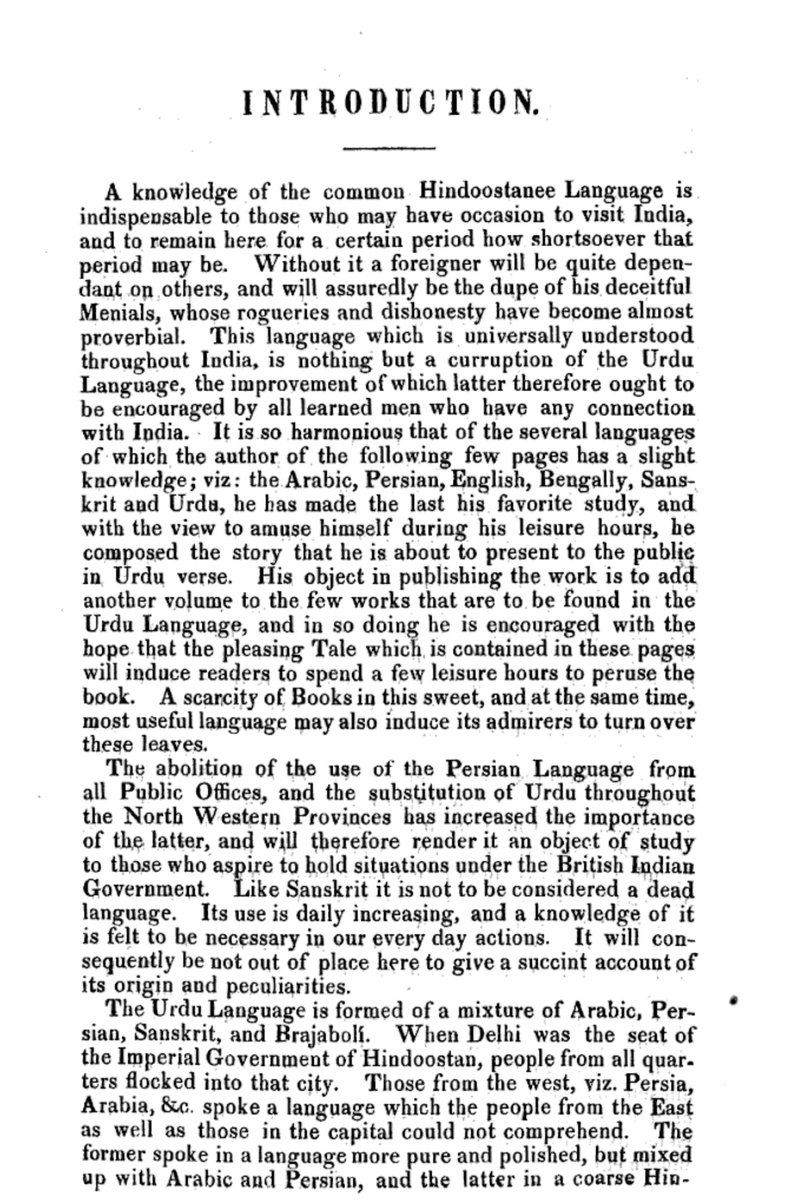 INTRODUCTION.
A knowledge of the common Hindoostanee Language is
indispensable to those who may have occasion to visit India,
and to remain here for a certain period how shortsoever that
period may be. Without it a foreigner will be quite depen-
dant on others, and will assuredly be the dupe of his deceitful
Menials, whose rogueries and dishonesty have become almost
proverbial. This language which is universally understood
throughout India, is nothing but a curruption of the Urdu
Language, the improvement of which latter therefore ought to
be encouraged by all learned men who have any connection
with India. It is so harmonious that of the several languages
of which the author of the following few pages has a slight
knowledge; viz: the Arabic, Persian, English, Bengally, Sans-
krit and Urdu, he has made the last his favorite study, and
with the view to amuse himself during his leisure hours, he
composed the story that he is about to present to the public
in Urdu verse. His object in publishing the work is to add
another volume to the few works that are to be found in the
Urdu Language, and in so doing he is encouraged with the
hope that the pleasing Tale which is contained in these pages
will induce readers to spend a few leisure hours to peruse the
book. A scarcity of Books in this sweet, and at the same time,
most useful language may also induce its admirers to turn over
these leaves.
The abolition of the use of the Persian Language from
all Public Offices, and the substitution of Urdu throughout
the North Western Provinces has increased the importance
of the latter, and will therefore render it an object of study
to those who aspire to hold situations under the British Indian
Government. Like Sanskrit it is not to be considered a dead
language. Its use is daily increasing, and a knowledge of it
is felt to be necessary in our every day actions. It will con-
sequently be not out of place here to give a succint account of
its origin and peculiarities.
The Urdu Language is formed of a mixture of Arabic, Per-
sian, Sanskrit, and Brajabolí. When Delhi was the seat of
the Imperial Government of Hindoostan, people from all quar-
ters flocked into that city. Those from the west, viz. Persia,
Arabia, &c. spoke a language which the people from the East
as well as those in the capital could not comprehend. The
former spoke in a language more pure and polished, but mixed
up with Arabic and Persian, and the latter in a coarse Hin-